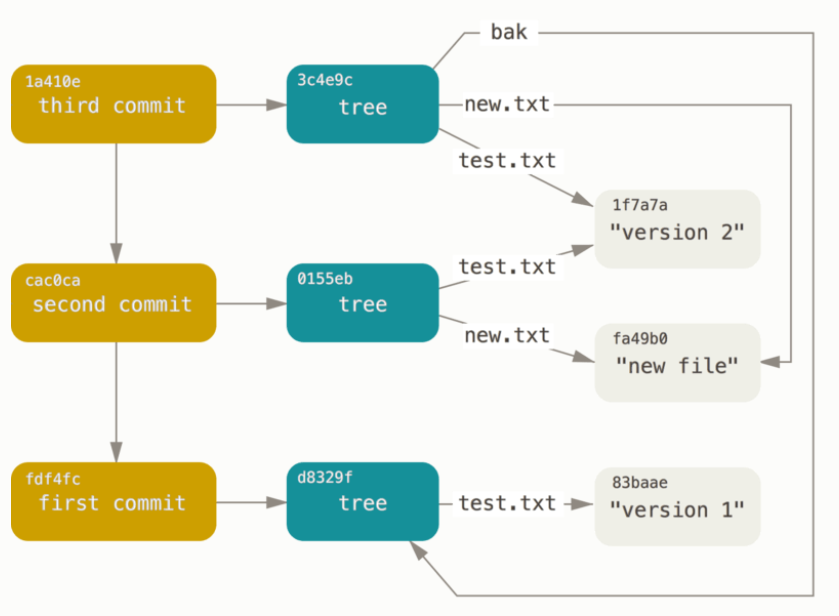 bak
1a410e
third commit
3c4e9c
tree
new.txt
test.txt
1f7a7a
"version 2"
cac0ca
second commit
0155eb
tree
test.txt
new.txt
fa49b0
"new file"
fdf4fc
first commit
d8329f
tree
test.txt
83baae
"version 1"